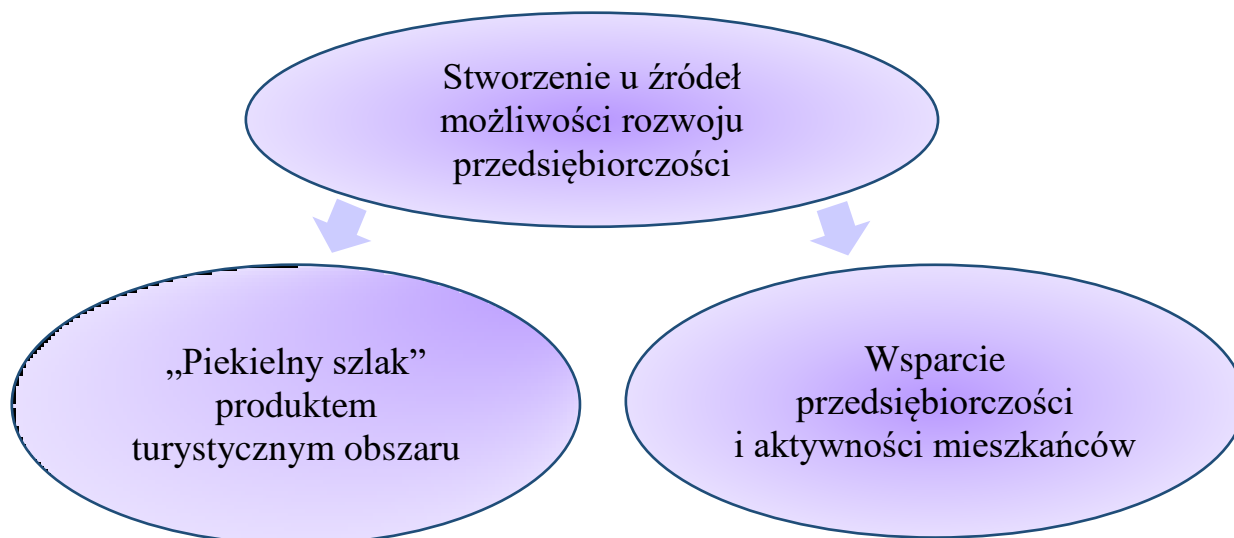 Stworzenie u źródeł
możliwości rozwoju
przedsiębiorczości
„Piekielny szlak”
produktem
turystycznym obszaru
Wsparcie
przedsiębiorczości
i aktywności mieszkańców